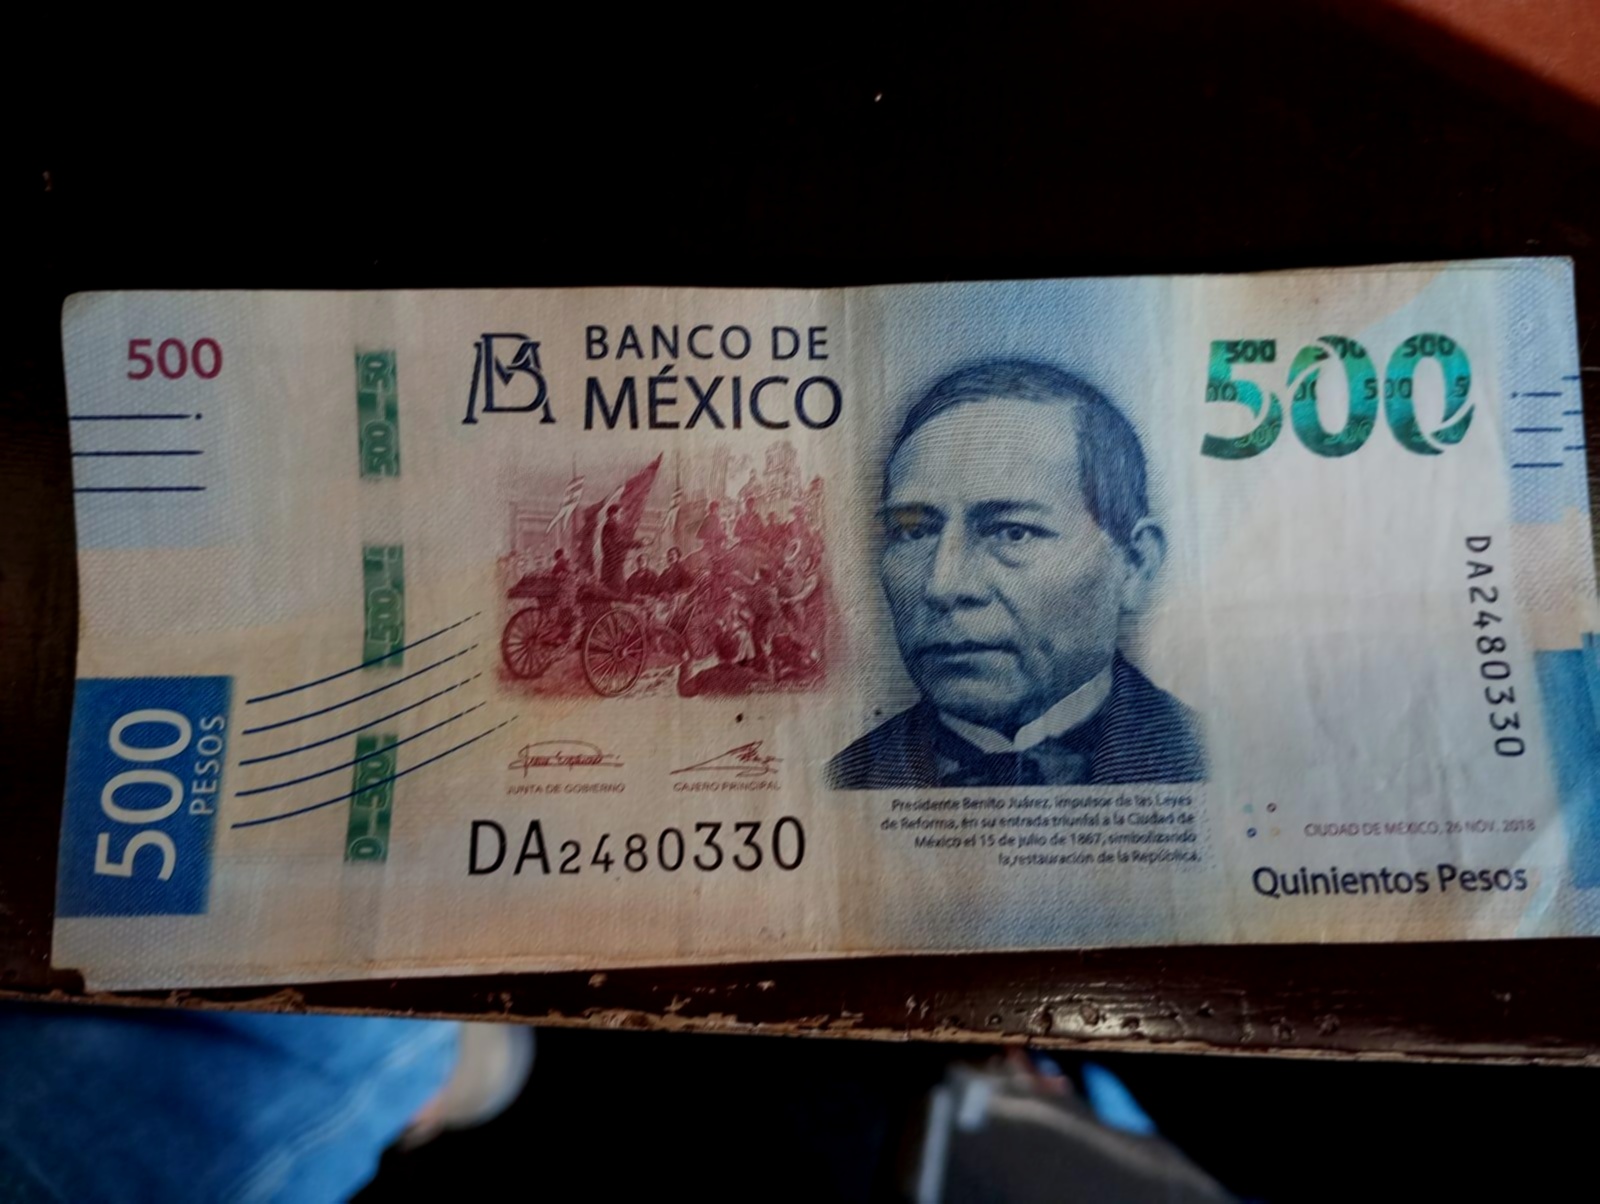 500
BANCO DE
MÉXICO
500
500 PESOS
JUNTA DE GOBIERNO
CAJERO PRINCIPAL
DA2480330
DA2480330
Presidente Benito Juárez, impulsor de las Leyes
de Reforma, en su entrada triunfal a la Ciudad de
México el 15 de julio de 1867, simbolizando
la restauración de la República.
CIUDAD DE MÉXICO, 26 NOV. 2018
Quinientos Pesos